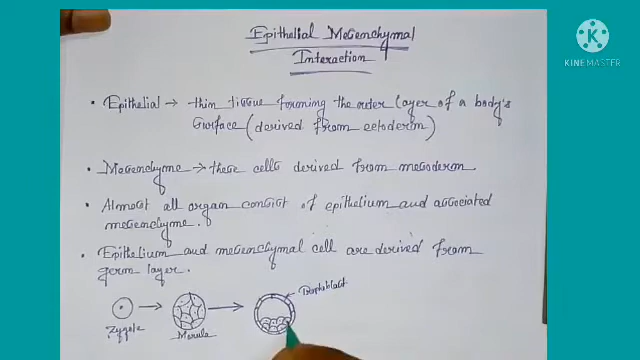 Epithelial Mesenchymal
Interaction
KINEMASTER
• Epithelial → thin tissue forming the outer layer of a body's
surface (derived from ectoderm)
• Mesenchyme → these cells derived from mesoderm.
• Almost all organ consist of epithelium and associated
mesenchyme.
• Epithelium and mesenchymal cell are derived from
germ layer.
Zygote
Morula